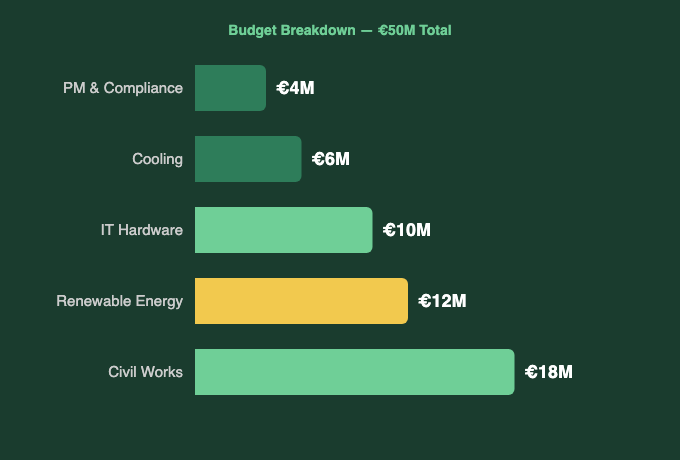 Budget Breakdown — €50M Total
PM & Compliance €4M
Cooling €6M
IT Hardware €10M
Renewable Energy €12M
Civil Works €18M